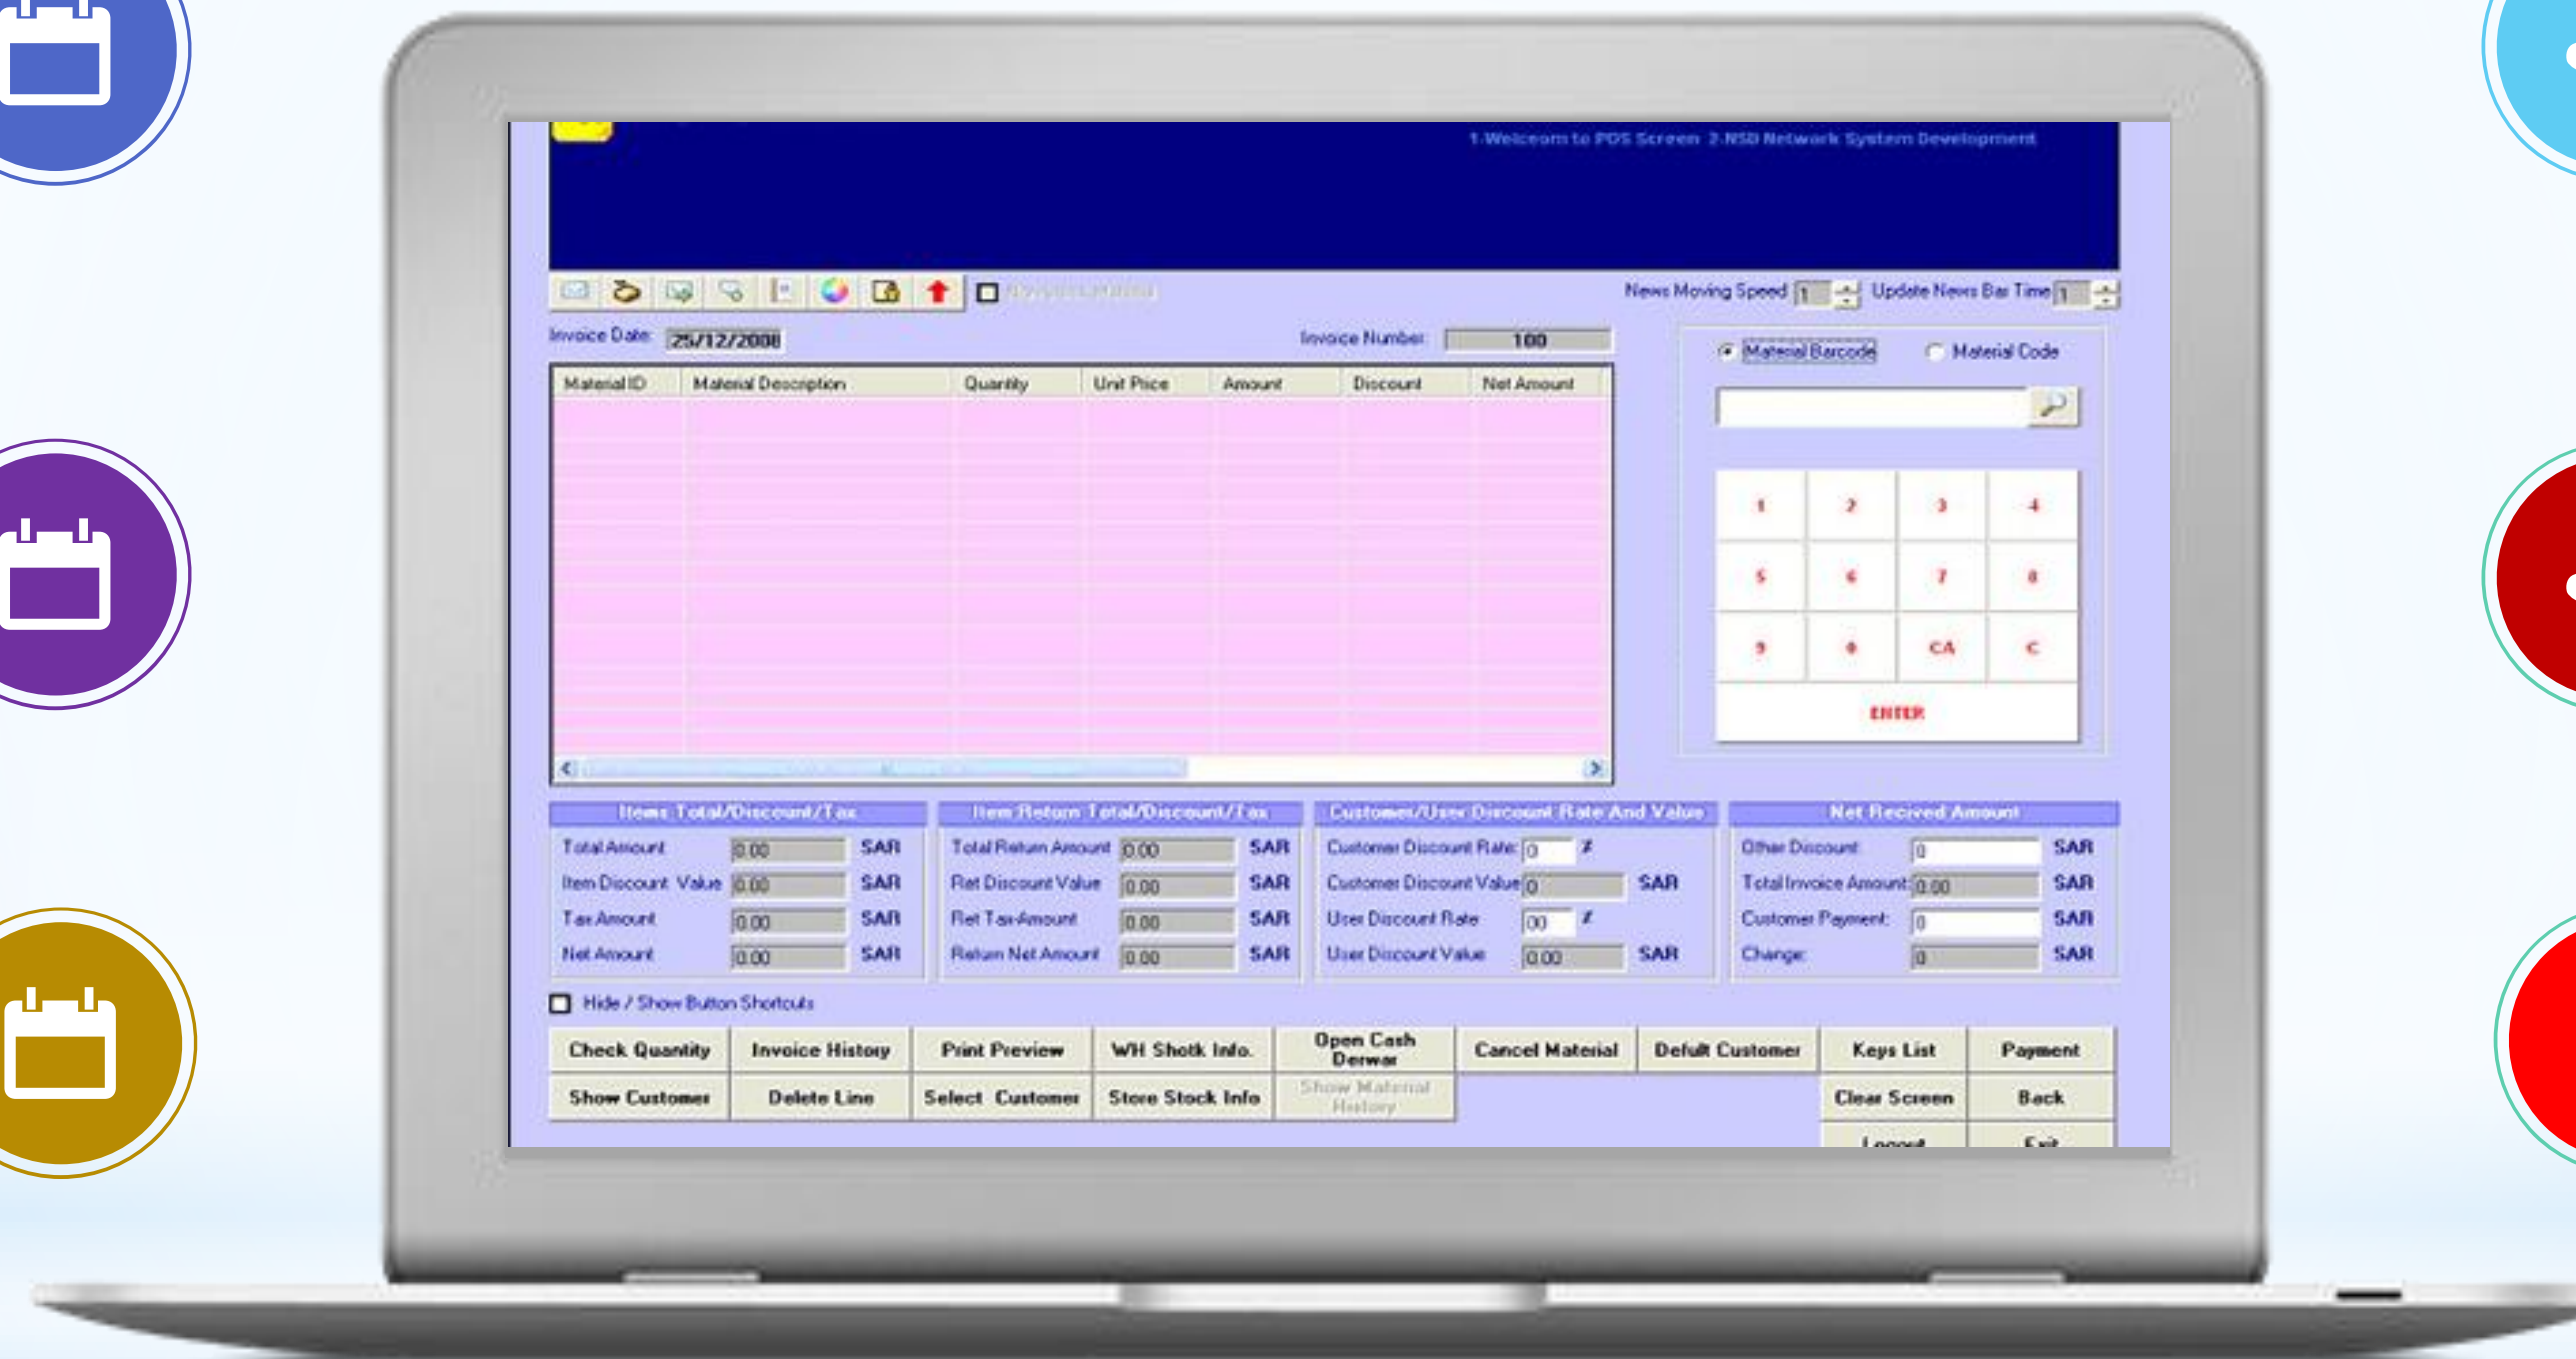 1-Welceom to POS Screen 2-NSD Network System Development
News Moving Speed 1 Update News Bar Time 1
Invoice Date: 25/12/2008 Invoice Number: 100
Material Barcode Material Code
Material ID Material Description Quantity Unit Price Amount Discount Net Amount
1 2 3 4
5 6 7 8
9 0 CA C
ENTER
Items Total/Discount/Tax Item Return Total/Discount/Tax Customer/User Discount Rate And Value Net Recived Amount
Total Amount 0.00 SAR Total Return Amount 0.00 SAR Customer Discount Rate: 0 % Other Discount: 0 SAR
Item Discount Value 0.00 SAR Ret Discount Value 0.00 SAR Customer Discount Value 0 SAR Total Invoice Amount: 0.00 SAR
Tax Amount 0.00 SAR Ret Tax-Amount 0.00 SAR User Discount Rate 00 % Customer Payment: 0 SAR
Net Amount 0.00 SAR Return Net Amount 0.00 SAR User Discount Value 0.00 SAR Change: 0 SAR
Hide / Show Button Shortcuts
Check Quantity Invoice History Print Preview WH Shotk Info. Open Cash Derwar Cancel Material Defult Customer Keys List Payment
Show Customer Delete Line Select Customer Store Stock Info Show Material History Clear Screen Back
Logout Exit